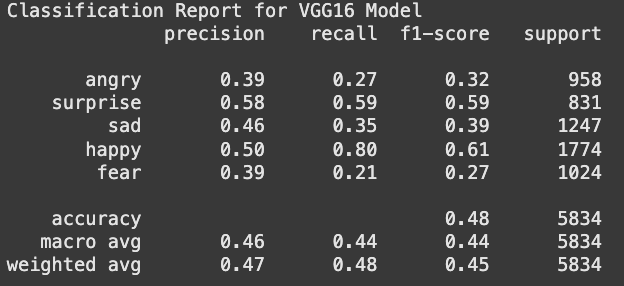 Classification Report for VGG16 Model
precision recall f1-score support
angry 0.39 0.27 0.32 958
surprise 0.58 0.59 0.59 831
sad 0.46 0.35 0.39 1247
happy 0.50 0.80 0.61 1774
fear 0.39 0.21 0.27 1024
accuracy 0.48 5834
macro avg 0.46 0.44 0.44 5834
weighted avg 0.47 0.48 0.45 5834